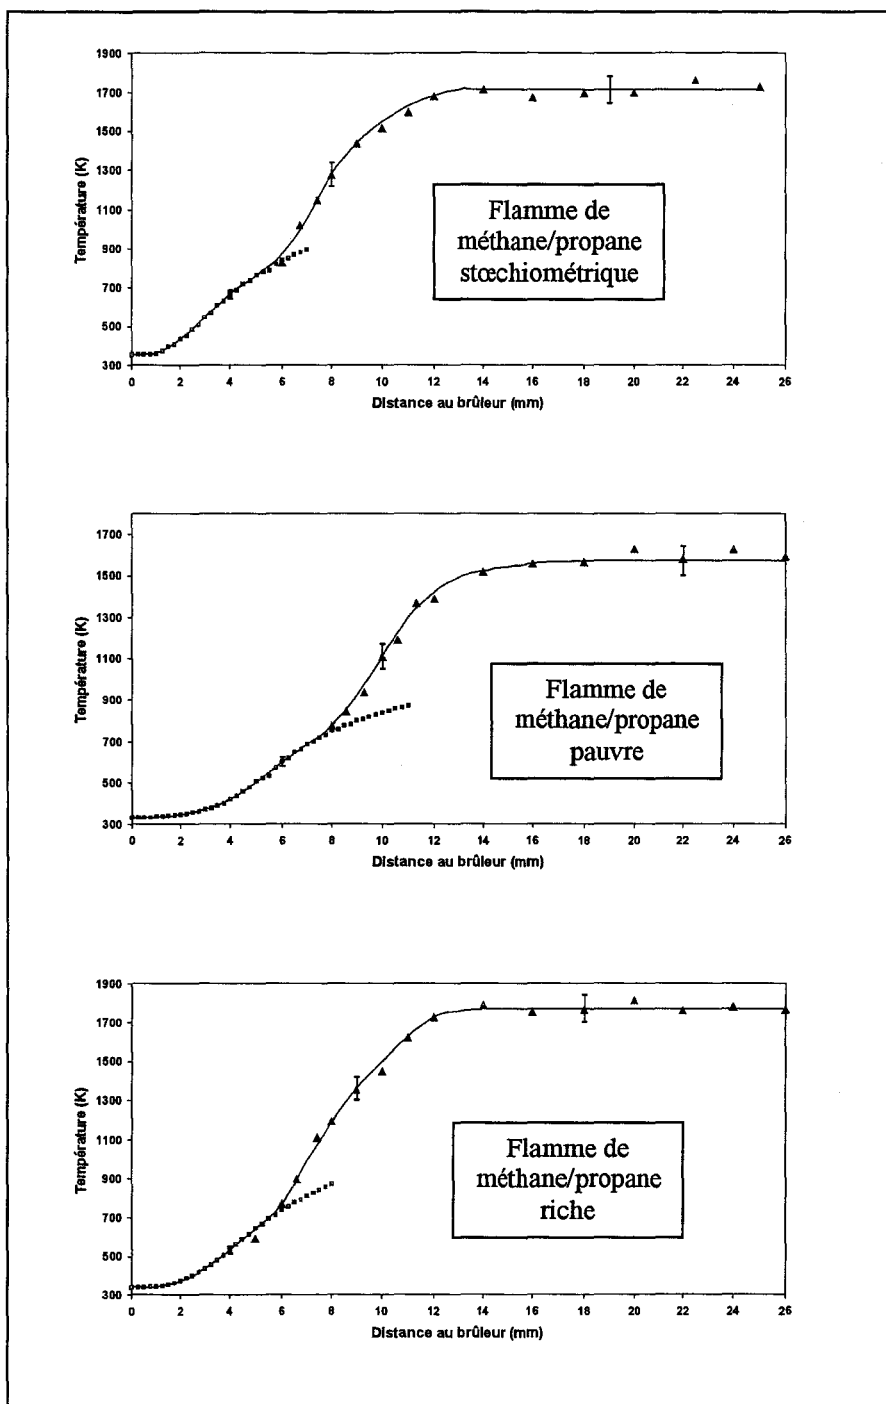 1900
1700
1500
1300
1100
900
700
500
300
Température (K)
0 2 4 6 8 10 12 14 16 18 20 22 24 26
Distance au brûleur (mm)
Flamme de
méthane/propane
stœchiométrique
1700
1500
1300
1100
900
700
500
300
Température (K)
0 2 4 6 8 10 12 14 16 18 20 22 24 26
Distance au brûleur (mm)
Flamme de
méthane/propane
pauvre
1900
1700
1500
1300
1100
900
700
500
300
Température (K)
0 2 4 6 8 10 12 14 16 18 20 22 24 26
Distance au brûleur (mm)
Flamme de
méthane/propane
riche